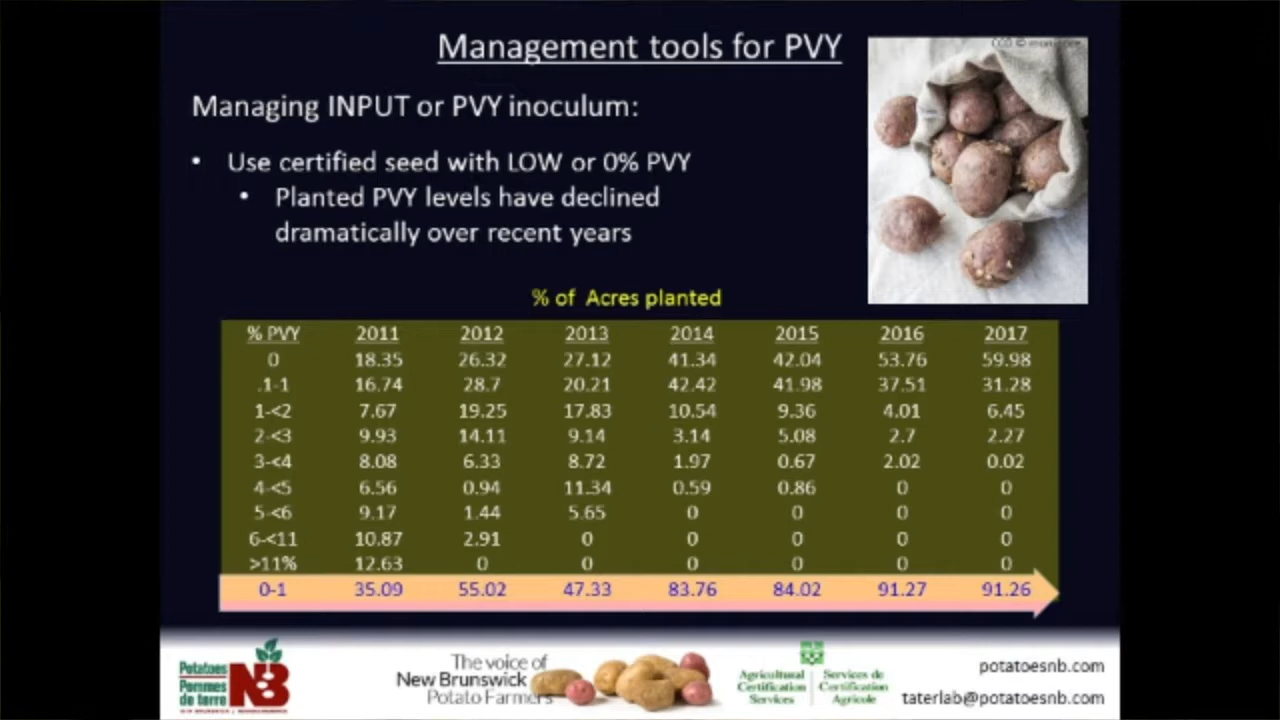 Management tools for PVY
Managing INPUT or PVY inoculum:
• Use certified seed with LOW or 0% PVY
• Planted PVY levels have declined
dramatically over recent years
% of Acres planted
% PVY 2011 2012 2013 2014 2015 2016 2017
0 18.35 26.32 27.12 41.34 42.04 53.76 59.98
.1-1 16.74 28.7 20.21 42.42 41.98 37.51 31.28
1-<2 7.67 19.25 17.83 10.54 9.36 4.01 6.45
2-<3 9.93 14.11 9.14 3.14 5.08 2.7 2.27
3-<4 8.08 6.33 8.72 1.97 0.67 2.02 0.02
4-<5 6.56 0.94 11.34 0.59 0.86 0 0
5-<6 9.17 1.44 5.65 0 0 0 0
6-<11 10.87 2.91 0 0 0 0 0
>11% 12.63 0 0 0 0 0 0
0-1 35.09 55.02 47.33 83.76 84.02 91.27 91.26
Potatoes NB
Pommes
de terre
The voice of
New Brunswick
Potato Farmers
Agricultural Services de
Certification Certification
Services Agricole
potatoesnb.com
taterlab@potatoesnb.com